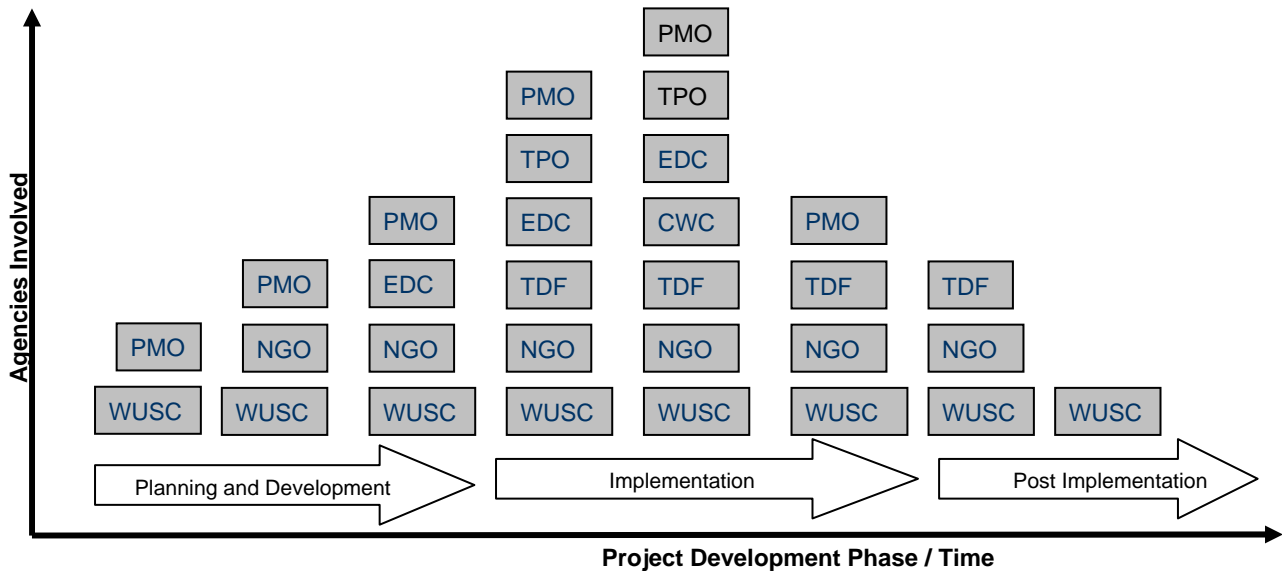 Agencies Involved
PMO
PMO TPO
TPO EDC
PMO EDC CWC PMO
PMO EDC TDF TDF TDF TDF
PMO NGO NGO NGO NGO NGO NGO
WUSC WUSC WUSC WUSC WUSC WUSC WUSC WUSC
Planning and Development Implementation Post Implementation
Project Development Phase / Time